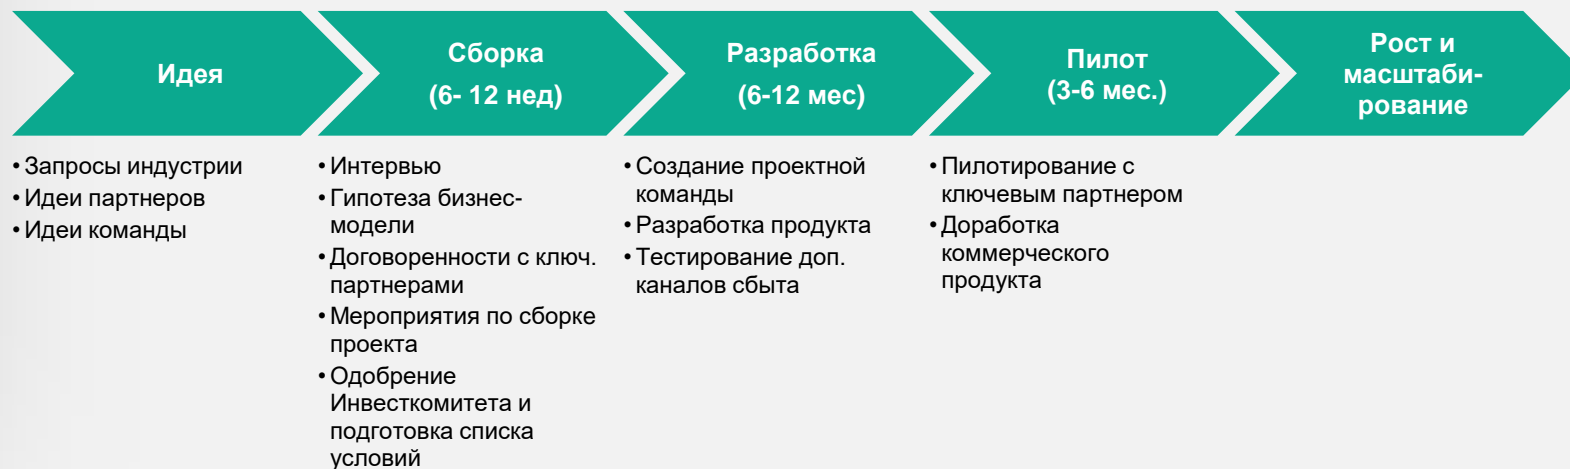 Идея
Сборка
(6- 12 нед)
Разработка
(6-12 мес)
Пилот
(3-6 мес.)
Рост и
масштаби-
рование
• Запросы индустрии
• Идеи партнеров
• Идеи команды
• Интервью
• Гипотеза бизнес-
модели
• Договоренности с ключ.
партнерами
• Мероприятия по сборке
проекта
• Одобрение
Инвесткомитета и
подготовка списка
условий
• Создание проектной
команды
• Разработка продукта
• Тестирование доп.
каналов сбыта
• Пилотирование с
ключевым партнером
• Доработка
коммерческого
продукта